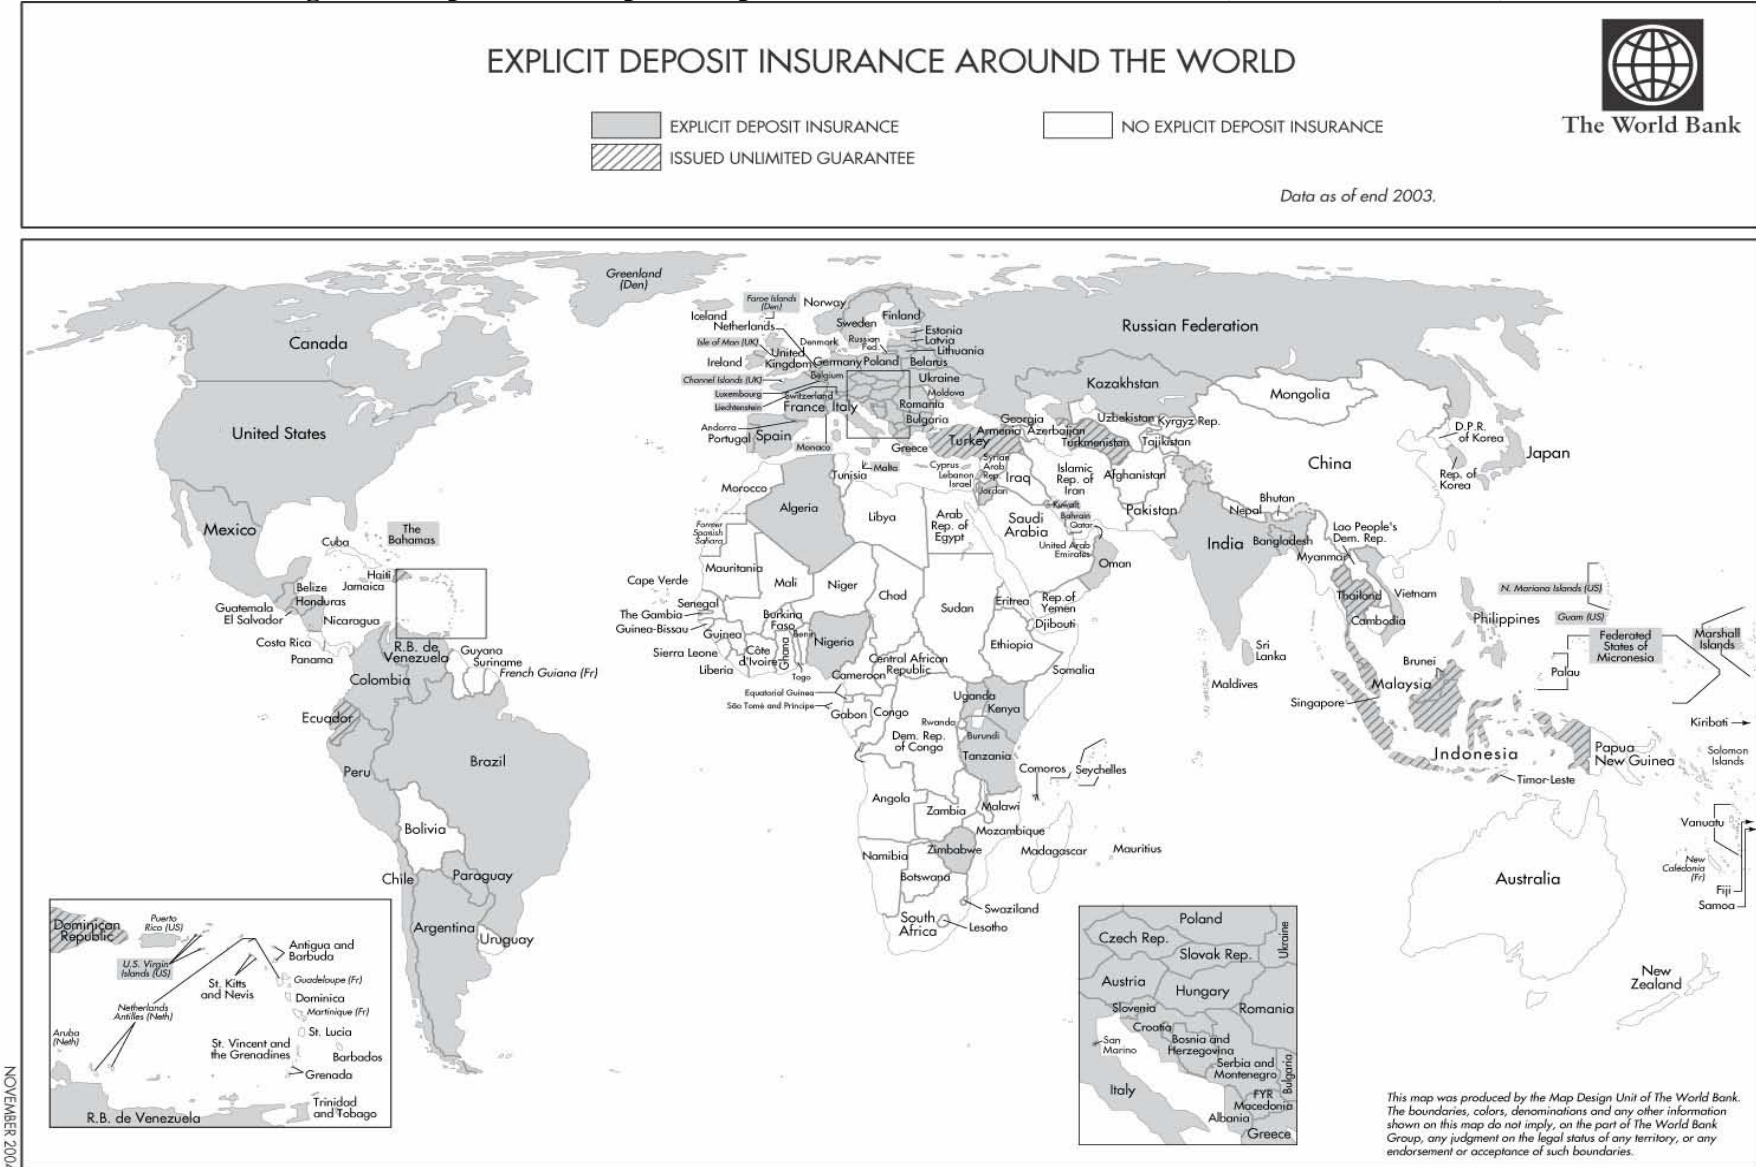 EXPLICIT DEPOSIT INSURANCE AROUND THE WORLD
EXPLICIT DEPOSIT INSURANCE
NO EXPLICIT DEPOSIT INSURANCE
ISSUED UNLIMITED GUARANTEE
The World Bank
Data as of end 2003.
Greenland
(Den)
Canada
United States
Mexico
The
Bahamas
Cuba
Haiti
Jamaica
Belize
Honduras
Guatemala
El Salvador
Nicaragua
Costa Rica
Panama
R.B. de
Venezuela
Guyana
Suriname
French Guiana (Fr)
Colombia
Ecuador
Peru
Brazil
Bolivia
Chile
Paraguay
Argentina
Uruguay
Iceland
Faroe Islands
(Den)
Norway
Sweden
Finland
Netherlands
Isle of Man (UK)
Denmark
Russian
Fed.
Estonia
Latvia
Lithuania
Ireland
United
Kingdom
Germany
Poland
Belarus
Channel Islands (UK)
Belgium
Ukraine
Luxembourg
Switzerland
Moldova
Liechtenstein
France
Italy
Romania
Bulgaria
Andorra
Portugal
Spain
Monaco
Greece
Malta
Turkey
Georgia
Armenia
Azerbaijan
Russian Federation
Kazakhstan
Uzbekistan
Kyrgyz Rep.
Turkmenistan
Tajikistan
Mongolia
China
D.P.R.
of Korea
Rep. of
Korea
Japan
Cyprus
Lebanon
Israel
Syrian
Arab
Rep.
Jordan
Iraq
Islamic
Rep. of
Iran
Afghanistan
Kuwait
Bahrain
Qatar
Saudi
Arabia
United Arab
Emirates
Oman
Rep of
Yemen
Pakistan
India
Nepal
Bhutan
Bangladesh
Myanmar
Lao People's
Dem. Rep.
Thailand
Vietnam
Cambodia
Sri
Lanka
Maldives
Philippines
Brunei
Malaysia
Singapore
Indonesia
Timor-Leste
Papua
New Guinea
N. Mariana Islands (US)
Guam (US)
Federated
States of
Micronesia
Marshall
Islands
Palau
Kiribati
Solomon
Islands
Vanuatu
New
Caledonia
(Fr)
Fiji
Samoa
Australia
New
Zealand
Morocco
Algeria
Tunisia
Libya
Arab
Rep. of
Egypt
Former
Spanish
Sahara
Mauritania
Mali
Niger
Chad
Sudan
Eritrea
Djibouti
Ethiopia
Somalia
Cape Verde
Senegal
The Gambia
Guinea-Bissau
Guinea
Sierra Leone
Liberia
Côte
d'Ivoire
Burkina
Faso
Ghana
Togo
Benin
Nigeria
Cameroon
Central African
Republic
Equatorial Guinea
São Tomé and Príncipe
Gabon
Congo
Dem. Rep.
of Congo
Uganda
Kenya
Rwanda
Burundi
Tanzania
Comoros
Seychelles
Angola
Zambia
Malawi
Mozambique
Zimbabwe
Madagascar
Mauritius
Namibia
Botswana
South
Africa
Swaziland
Lesotho
Dominican
Republic
Puerto
Rico (US)
U.S. Virgin
Islands (US)
Antigua and
Barbuda
St. Kitts
and Nevis
Guadeloupe (Fr)
Dominica
Netherlands
Antilles (Neth)
Martinique (Fr)
Aruba
(Neth)
St. Lucia
St. Vincent and
the Grenadines
Barbados
Grenada
Trinidad
and Tobago
R.B. de Venezuela
Poland
Czech Rep.
Slovak Rep.
Ukraine
Austria
Hungary
Slovenia
Romania
Croatia
San
Marino
Bosnia and
Herzegovina
Serbia and
Montenegro
Bulgaria
Italy
FYR
Macedonia
Albania
Greece
This map was produced by the Map Design Unit of The World Bank.
The boundaries, colors, denominations and any other information
shown on this map do not imply, on the part of The World Bank
Group, any judgment on the legal status of any territory, or any
endorsement or acceptance of such boundaries.
NOVEMBER 2004